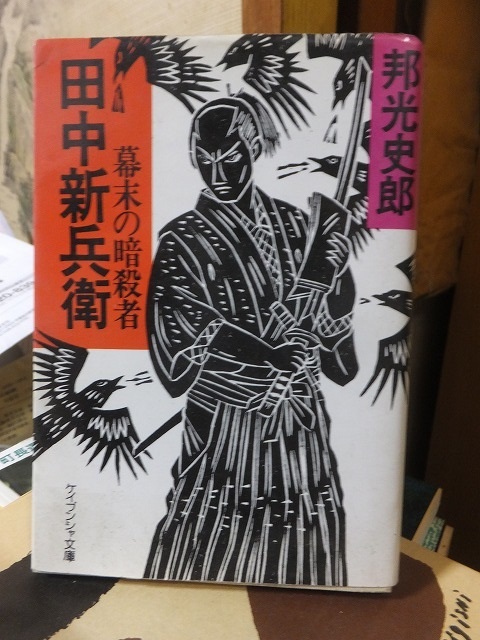 邦光史郎
幕末の暗殺者
田中新兵衛
ケイブンシャ文庫